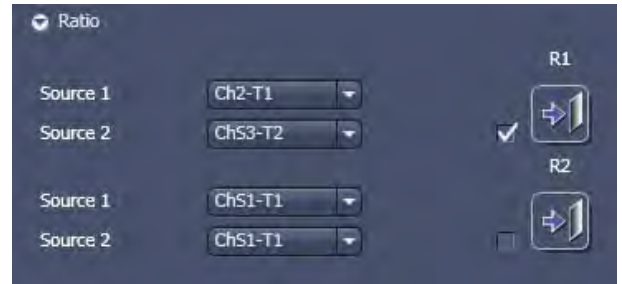 Ratio
R1
Source 1 Ch2-T1
Source 2 ChS3-T2
R2
Source 1 ChS1-T1
Source 2 ChS1-T1